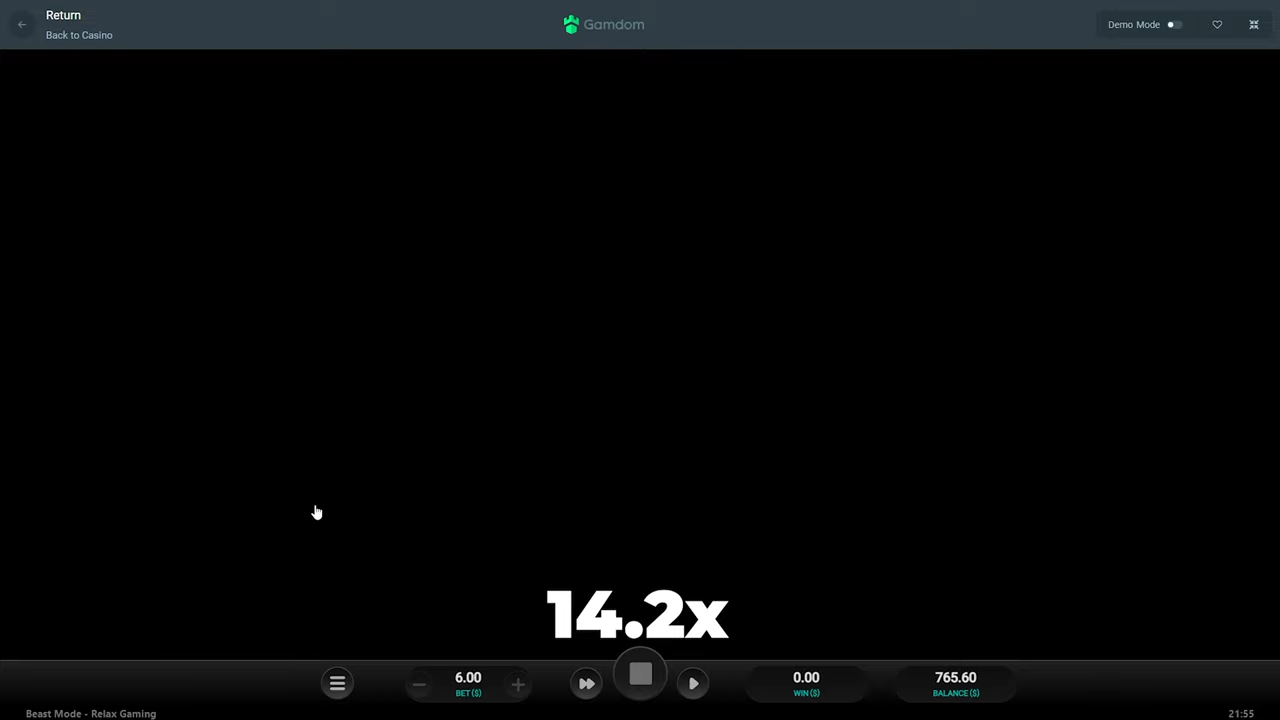 Return
Back to Casino
Gamdom
Demo Mode
14.2x
6.00
BET($)
0.00
WIN($)
765.60
BALANCE($)
Beast Mode - Relax Gaming
21:55